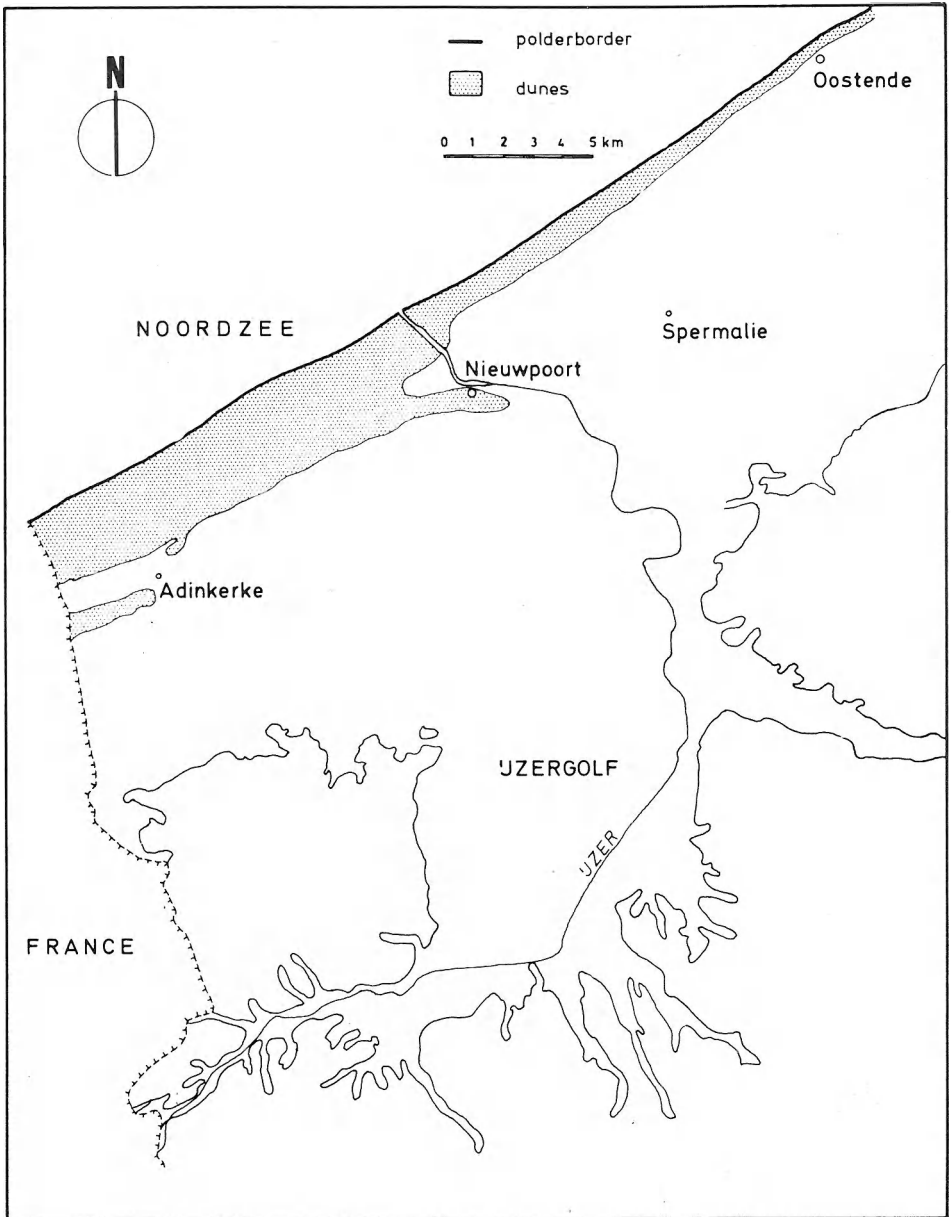 N
polderborder
dunes
0 1 2 3 4 5 km
Oostende
NOORDZEE
Spermalie
Nieuwpoort
Adinkerke
IJZERGOLF
IJZER
FRANCE